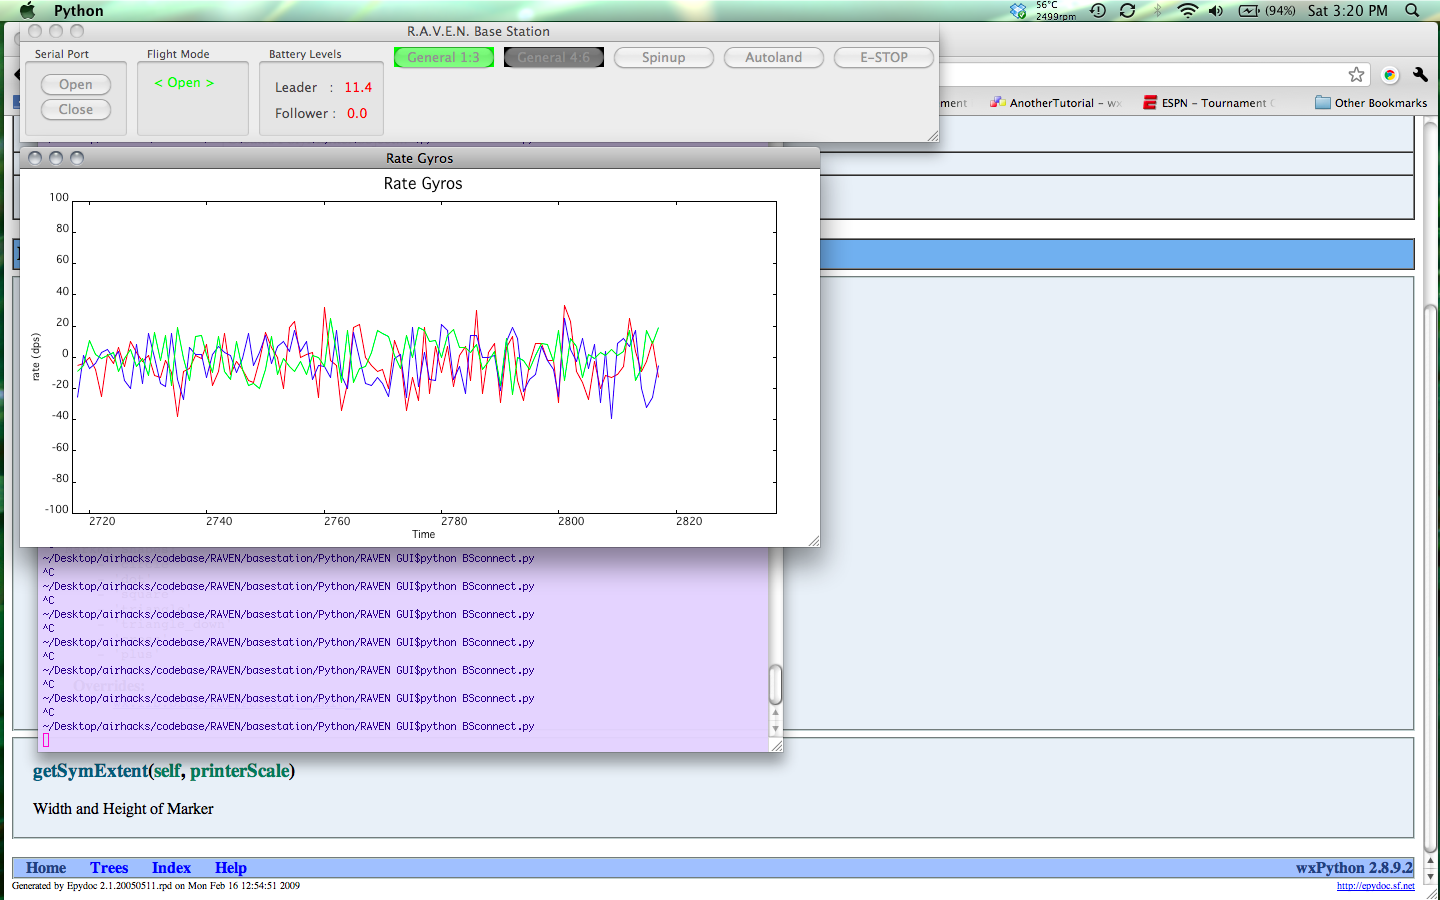 Python
56°C
2499rpm
(94%)
Sat 3:20 PM
R.A.V.E.N. Base Station
Serial Port
Flight Mode
Battery Levels
General 1:3
General 4:6
Spinup
Autoland
E-STOP
Open
Close
< Open >
Leader : 11.4
Follower : 0.0
ment
AnotherTutorial - wx
ESPN - Tournament C
Other Bookmarks
Rate Gyros
Rate Gyros
100
80
60
40
20
0
-20
-40
-60
-80
-100
rate (dps)
2720 2740 2760 2780 2800 2820
Time
~/Desktop/airhacks/codebase/RAVEN/basestation/Python/RAVEN GUI$python BSconnect.py
^C
~/Desktop/airhacks/codebase/RAVEN/basestation/Python/RAVEN GUI$python BSconnect.py
^C
~/Desktop/airhacks/codebase/RAVEN/basestation/Python/RAVEN GUI$python BSconnect.py
^C
~/Desktop/airhacks/codebase/RAVEN/basestation/Python/RAVEN GUI$python BSconnect.py
^C
~/Desktop/airhacks/codebase/RAVEN/basestation/Python/RAVEN GUI$python BSconnect.py
^C
~/Desktop/airhacks/codebase/RAVEN/basestation/Python/RAVEN GUI$python BSconnect.py
^C
~/Desktop/airhacks/codebase/RAVEN/basestation/Python/RAVEN GUI$python BSconnect.py
getSymExtent(self, printerScale)
Width and Height of Marker
Home Trees Index Help
wxPython 2.8.9.2
Generated by Epydoc 2.1.20050511.rpd on Mon Feb 16 12:54:51 2009
http://epydoc.sf.net